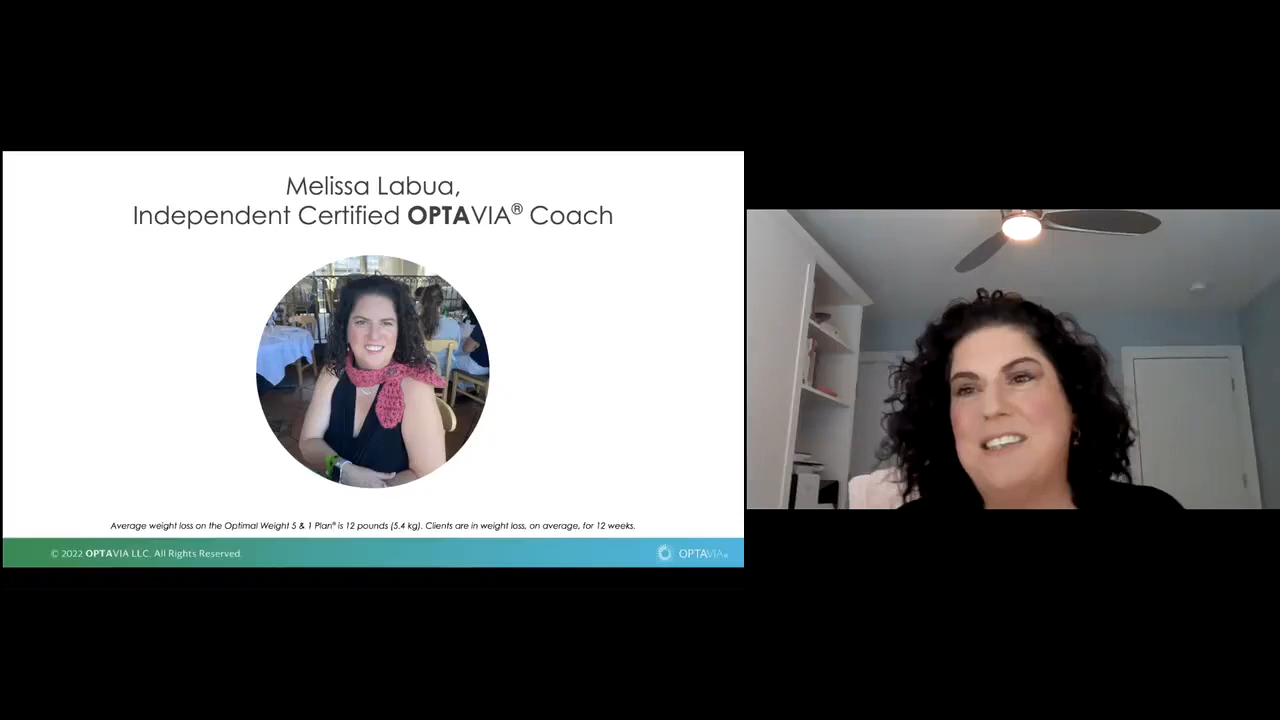 Melissa Labua,
Independent Certified OPTAVIA® Coach
Average weight loss on the Optimal Weight 5 & 1 Plan® is 12 pounds (5.4 kg). Clients are in weight loss, on average, for 12 weeks.
© 2022 OPTAVIA LLC. All Rights Reserved.
OPTAVIA®